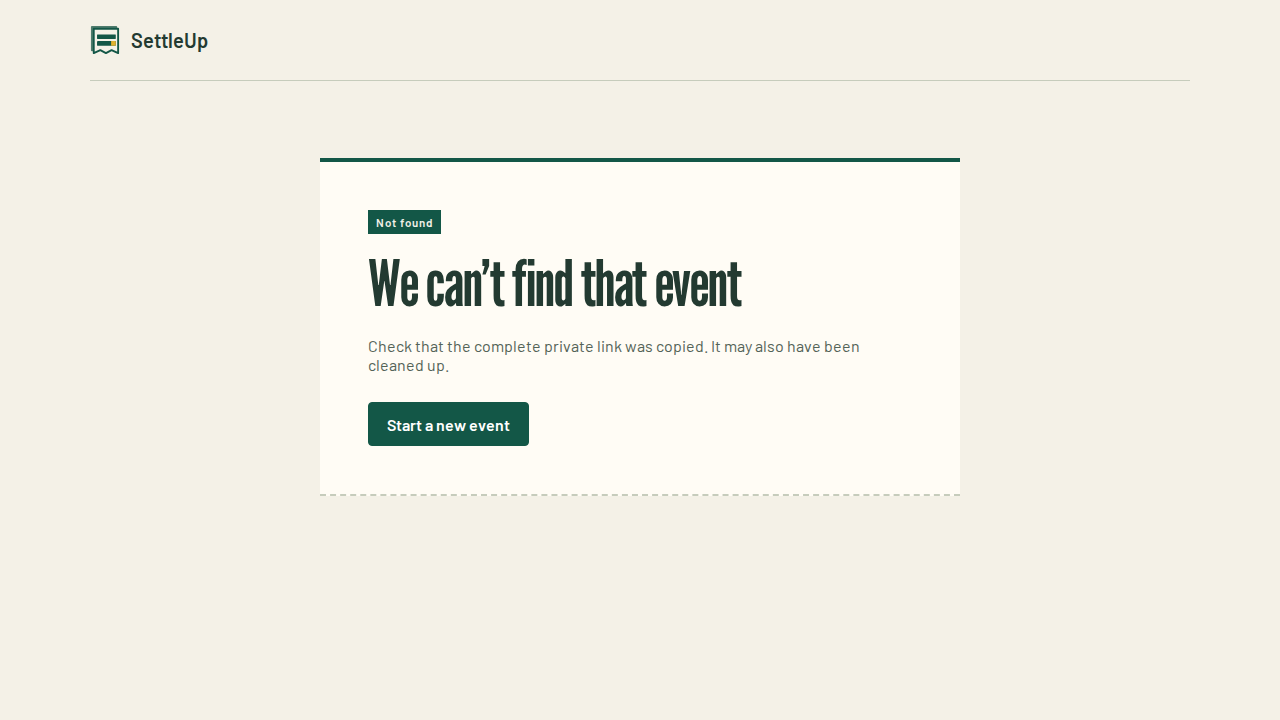 SettleUp
Not found
We can’t find that event
Check that the complete private link was copied. It may also have been
cleaned up.
Start a new event